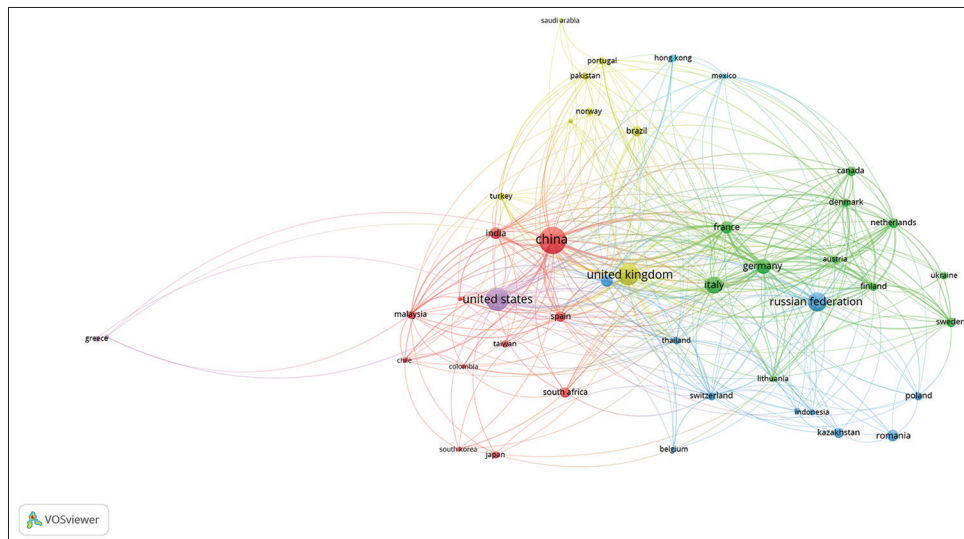 saudi arabia
portugal
hong kong
pakistan
mexico
norway
brazil
canada
turkey
denmark
netherlands
france
india
china
austria
germany
ukraine
united kingdom
italy
finland
united states
russian federation
malaysia
spain
sweden
greece
taiwan
thailand
chile
colombia
lithuania
south africa
switzerland
poland
indonesia
kazakhstan
romania
south korea
japan
belgium
VOSviewer